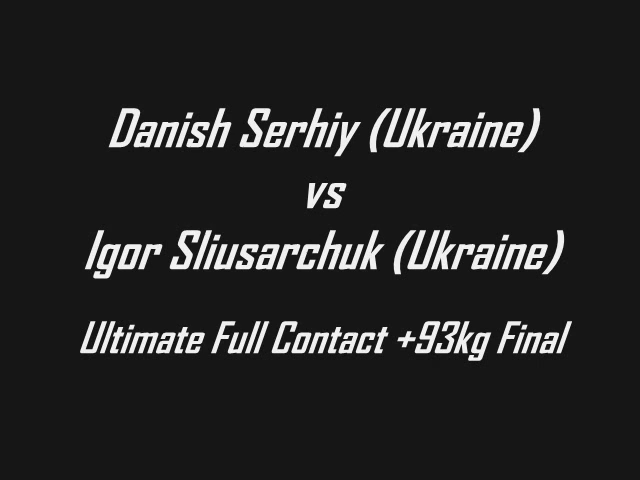 Danish Serhiy (Ukraine)
vs
Igor Sliusarchuk (Ukraine)
Ultimate Full Contact +93kg Final